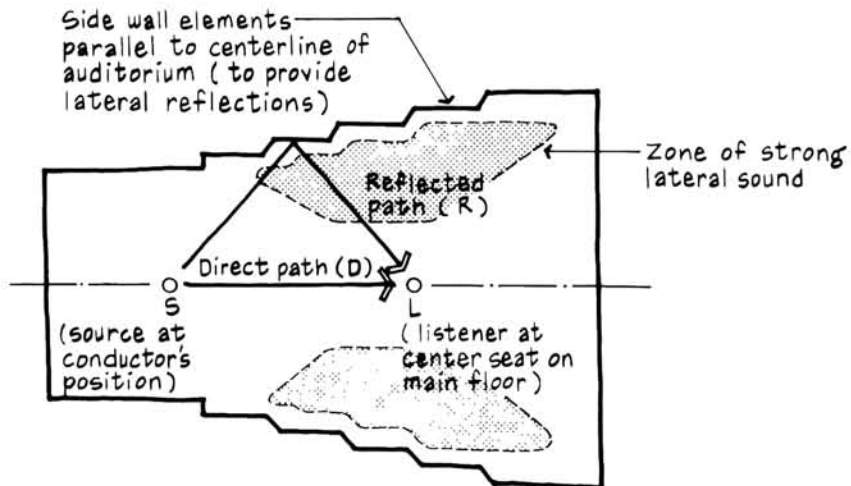 Side wall elements
parallel to centerline of
auditorium ( to provide
lateral reflections)
Zone of strong
lateral sound
Reflected
path ( R )
Direct path (D)
S
L
(source at
conductor's
position)
( listener at
center seat on
main floor)